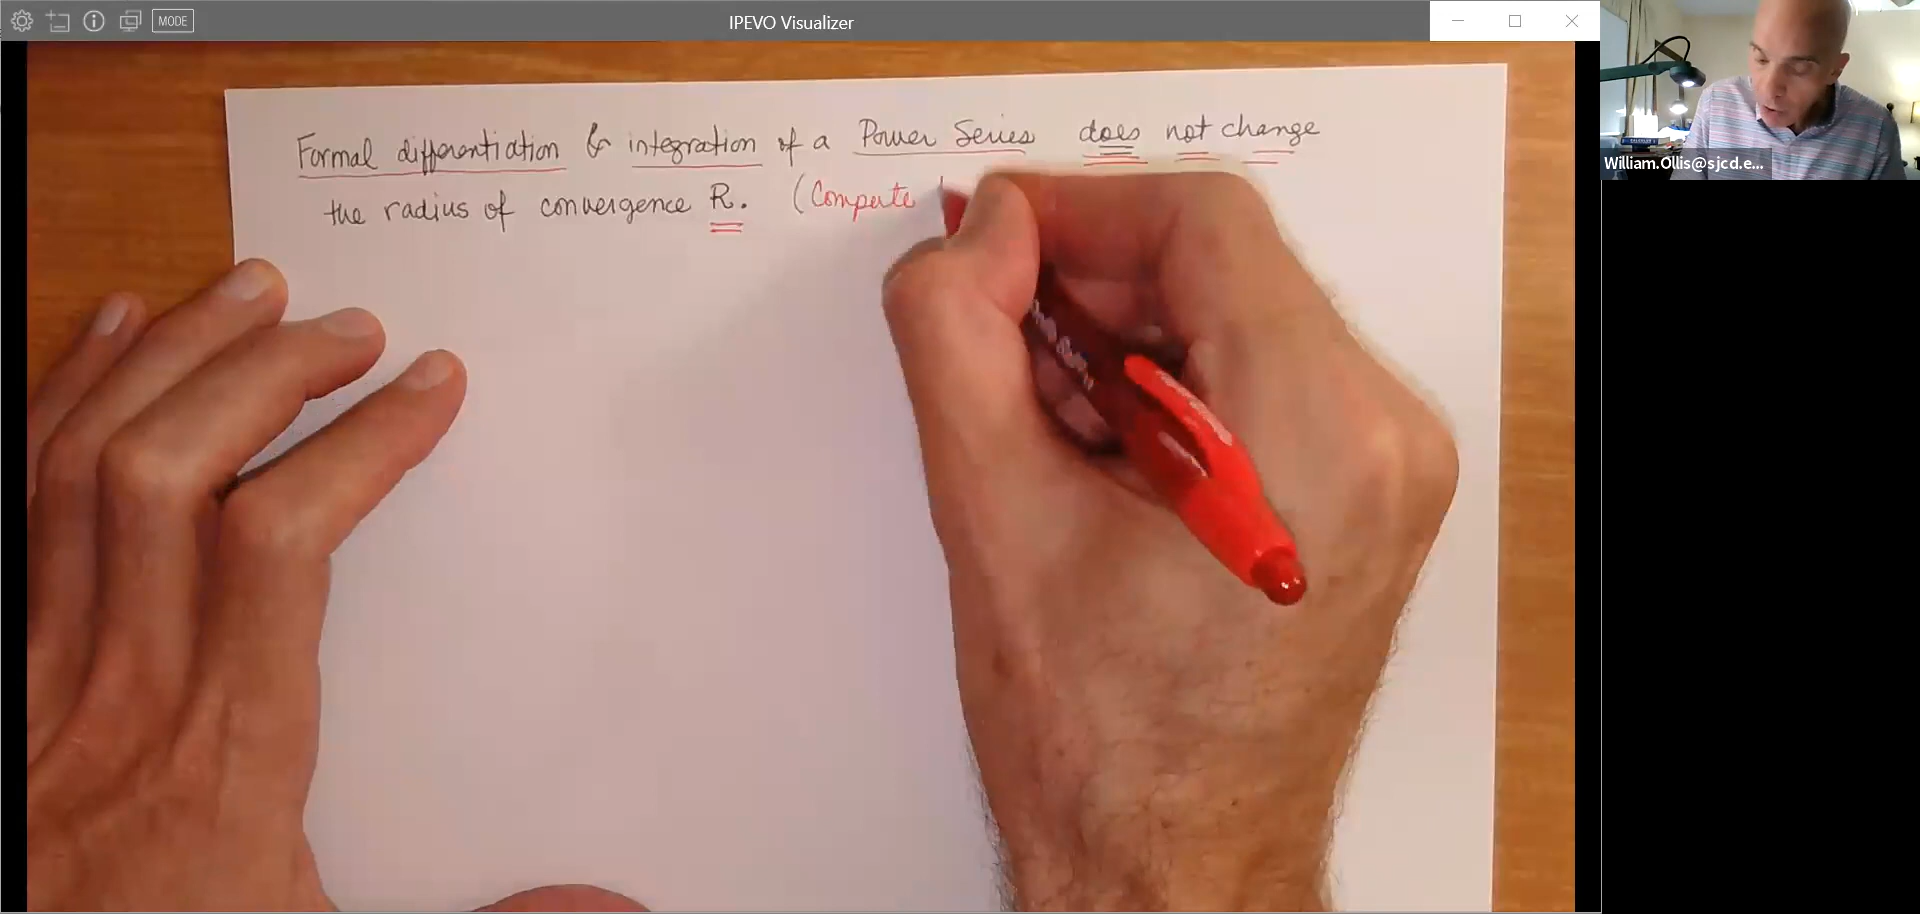 MODE
IPEVO Visualizer
William.Ollis@sjcd.e...
Formal differentiation & integration of a Power Series does not change
the radius of convergence R. (Compute